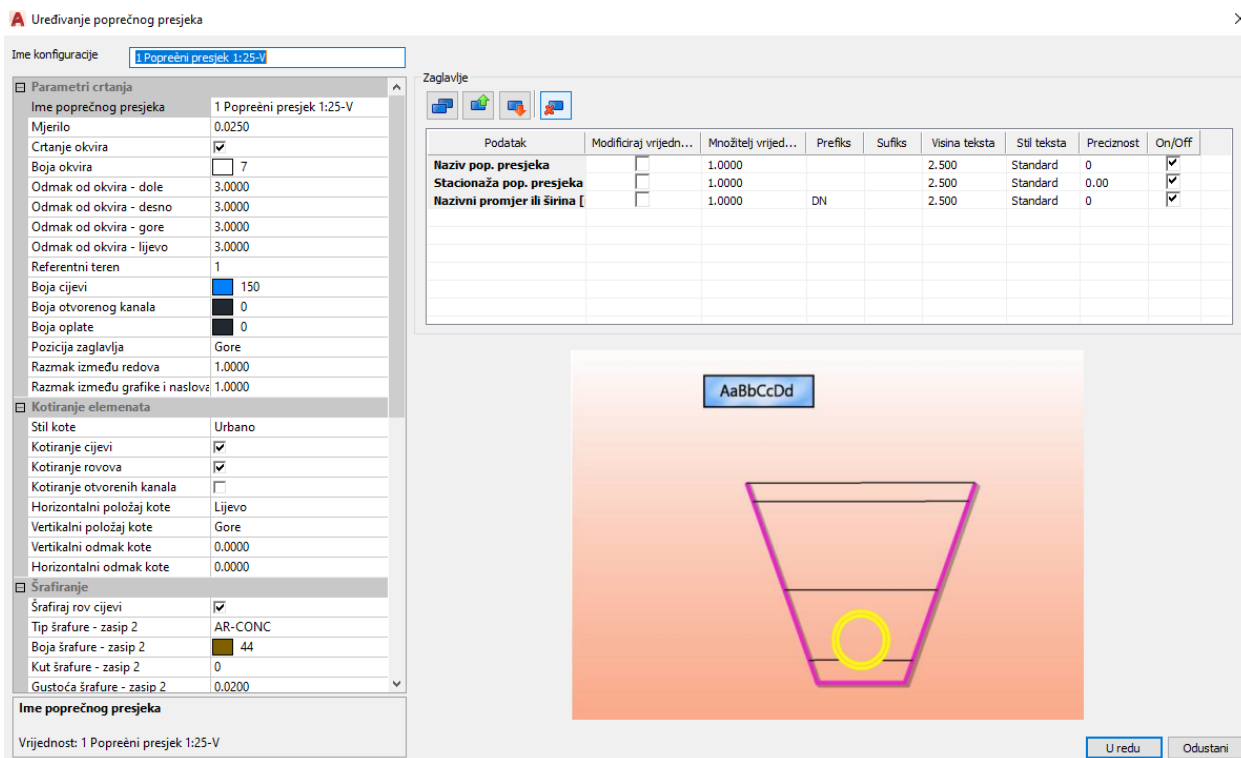 Uređivanje poprečnog presjeka
Ime konfiguracije 1 Poprečni presjek 1:25-V
Parametri crtanja
Ime poprečnog presjeka 1 Popreèni presjek 1:25-V
Mjerilo 0.0250
Crtanje okvira
Boja okvira 7
Odmak od okvira - dole 3.0000
Odmak od okvira - desno 3.0000
Odmak od okvira - gore 3.0000
Odmak od okvira - lijevo 3.0000
Referentni teren 1
Boja cijevi 150
Boja otvorenog kanala 0
Boja oplate 0
Pozicija zaglavlja Gore
Razmak između redova 1.0000
Razmak između grafike i naslova 1.0000
Kotiranje elemenata
Stil kote Urbano
Kotiranje cijevi
Kotiranje rovova
Kotiranje otvorenih kanala
Horizontalni položaj kote Lijevo
Vertikalni položaj kote Gore
Vertikalni odmak kote 0.0000
Horizontalni odmak kote 0.0000
Šrafiranje
Šrafiraj rov cijevi
Tip šrafure - zasip 2 AR-CONC
Boja šrafure - zasip 2 44
Kut šrafure - zasip 2 0
Gustoća šrafure - zasip 2 0.0200
Ime poprečnog presjeka
Vrijednost: 1 Popreèni presjek 1:25-V
Zaglavlje
Podatak Modificiraj vrijedn... Množitelj vrijed... Prefiks Sufiks Visina teksta Stil teksta Preciznost On/Off
Naziv pop. presjeka 1.0000 2.500 Standard 0
Stacionaža pop. presjeka 1.0000 2.500 Standard 0.00
Nazivni promjer ili širina [ 1.0000 DN 2.500 Standard 0
AaBbCcDd
U redu Odustani